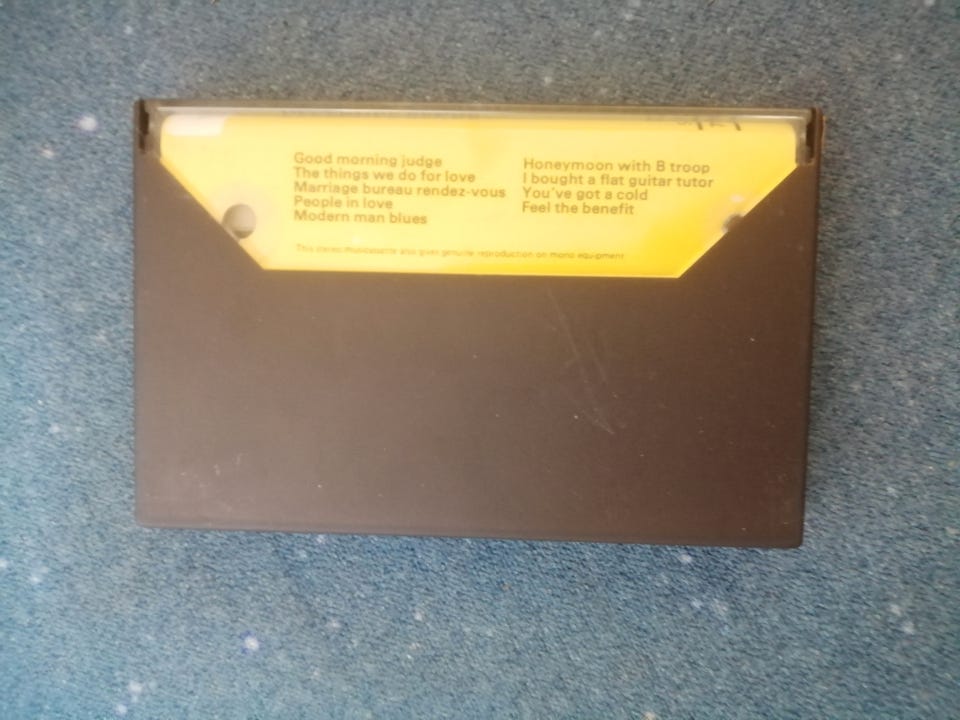 Good morning judge
The things we do for love
Marriage bureau rendez-vous
People in love
Modern man blues
Honeymoon with B troop
I bought a flat guitar tutor
You've got a cold
Feel the benefit
This stereo musicassette also gives genuine reproduction on mono equipment